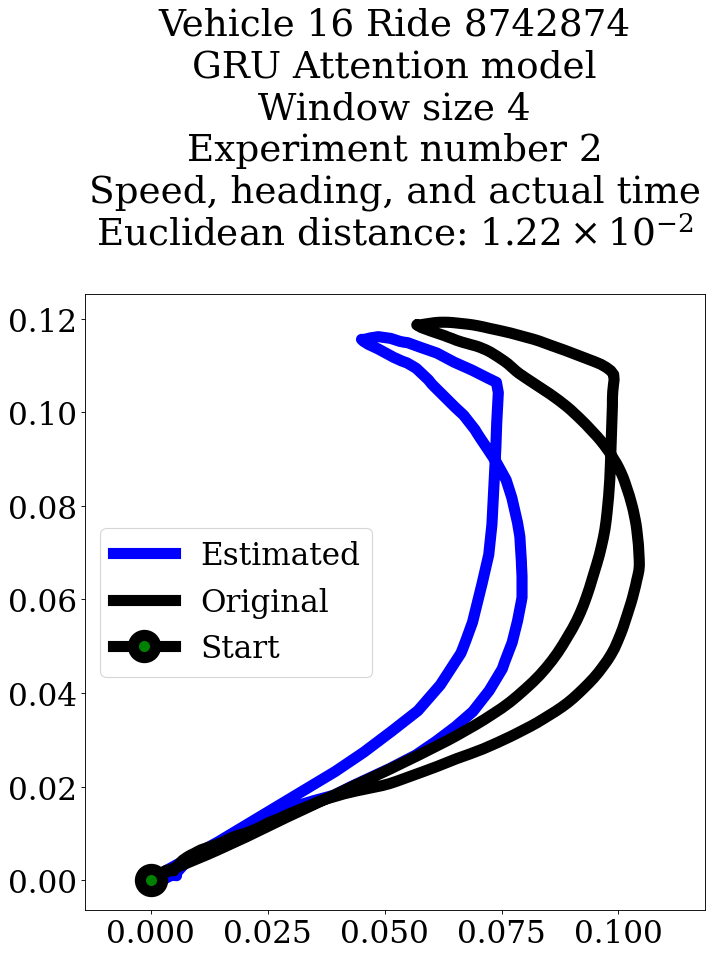 Vehicle 16 Ride 8742874
GRU Attention model
Window size 4
Experiment number 2
Speed, heading, and actual time
Euclidean distance: 1.22 × 10⁻²
0.12
0.10
0.08
0.06
0.04
0.02
0.00
Estimated
Original
Start
0.000 0.025 0.050 0.075 0.100